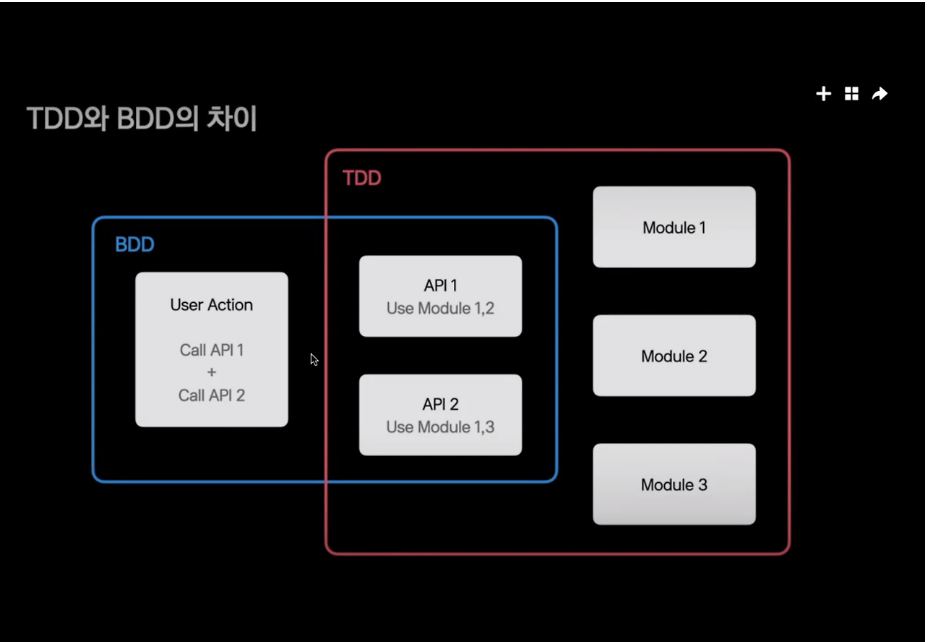 TDD와 BDD의 차이
TDD
BDD
User Action
Call API 1
+
Call API 2
API 1
Use Module 1,2
API 2
Use Module 1,3
Module 1
Module 2
Module 3